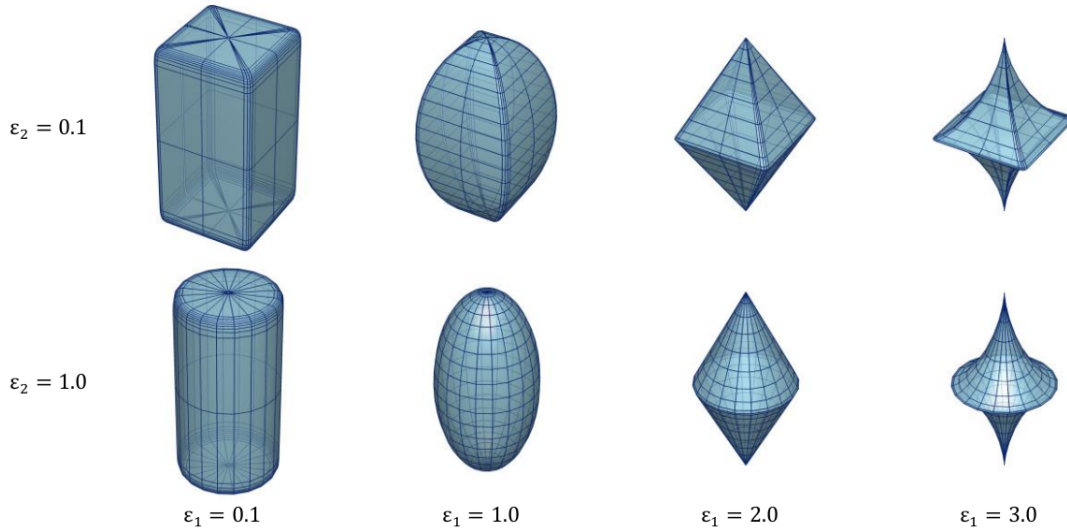 ε₂ = 0.1
ε₂ = 1.0
ε₁ = 0.1
ε₁ = 1.0
ε₁ = 2.0
ε₁ = 3.0